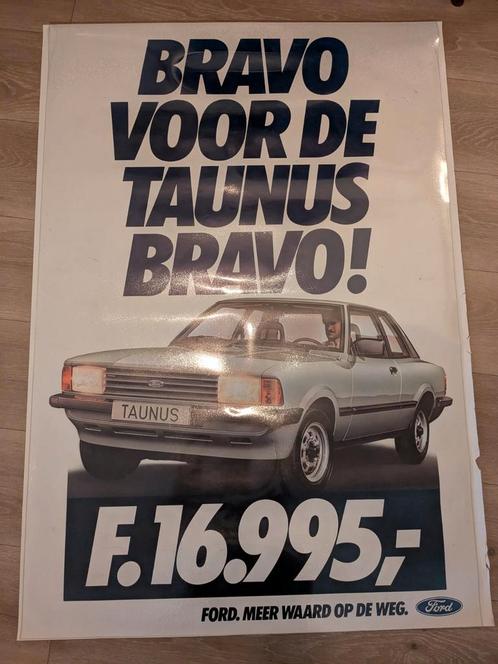 BRAVO
VOOR DE
TAUNUS
BRAVO!
TAUNUS
F.16.995,-
FORD. MEER WAARD OP DE WEG. Ford